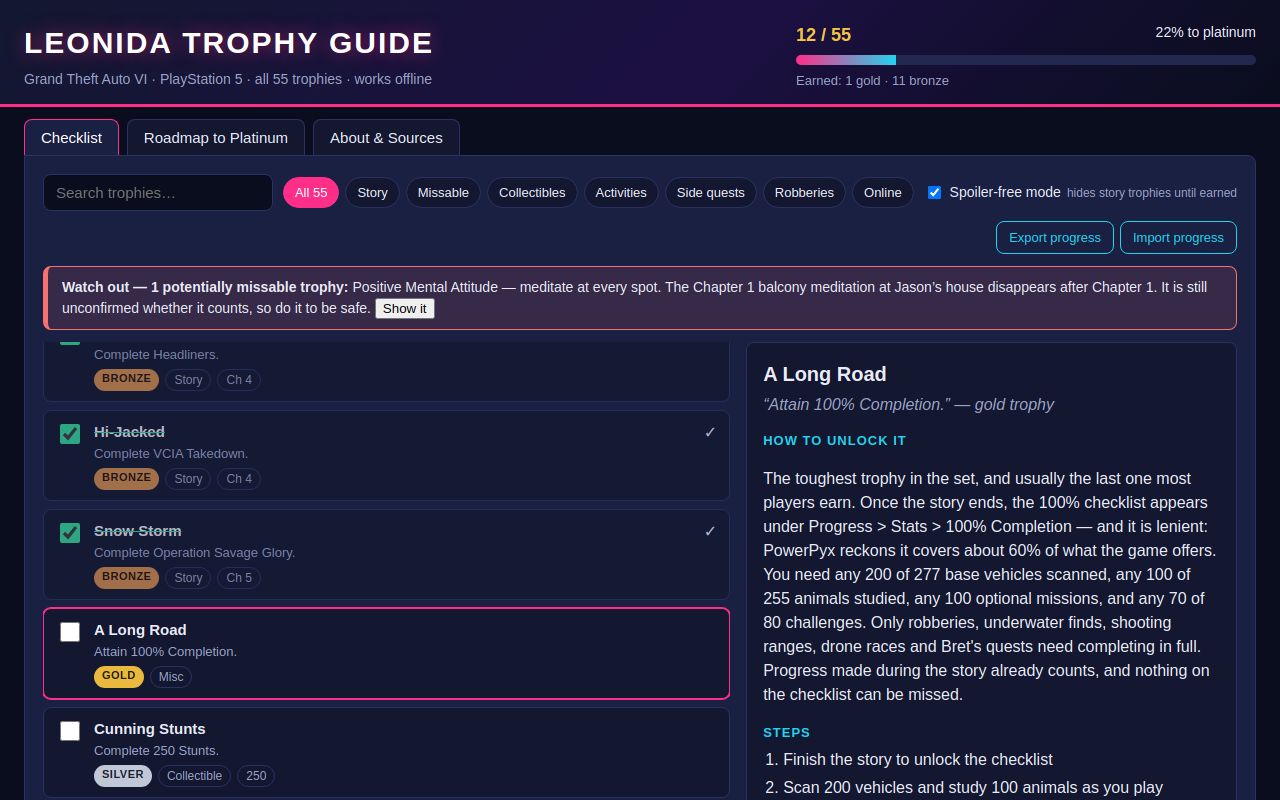 LEONIDA TROPHY GUIDE
Grand Theft Auto VI · PlayStation 5 · all 55 trophies · works offline
12 / 55
22% to platinum
Earned: 1 gold · 11 bronze
Checklist
Roadmap to Platinum
About & Sources
Search trophies…
All 55
Story
Missable
Collectibles
Activities
Side quests
Robberies
Online
Spoiler-free mode hides story trophies until earned
Export progress
Import progress
Watch out — 1 potentially missable trophy: Positive Mental Attitude — meditate at every spot. The Chapter 1 balcony meditation at Jason’s house disappears after Chapter 1. It is still
unconfirmed whether it counts, so do it to be safe. Show it
Complete Headliners.
BRONZE Story Ch 4
Hi-Jacked ✓
Complete VCIA Takedown.
BRONZE Story Ch 4
Snow Storm ✓
Complete Operation Savage Glory.
BRONZE Story Ch 5
A Long Road
Attain 100% Completion.
GOLD Misc
Cunning Stunts
Complete 250 Stunts.
SILVER Collectible 250
A Long Road
“Attain 100% Completion.” — gold trophy
HOW TO UNLOCK IT
The toughest trophy in the set, and usually the last one most
players earn. Once the story ends, the 100% checklist appears
under Progress > Stats > 100% Completion — and it is lenient:
PowerPyx reckons it covers about 60% of what the game offers.
You need any 200 of 277 base vehicles scanned, any 100 of
255 animals studied, any 100 optional missions, and any 70 of
80 challenges. Only robberies, underwater finds, shooting
ranges, drone races and Bret's quests need completing in full.
Progress made during the story already counts, and nothing on
the checklist can be missed.
STEPS
1. Finish the story to unlock the checklist
2. Scan 200 vehicles and study 100 animals as you play